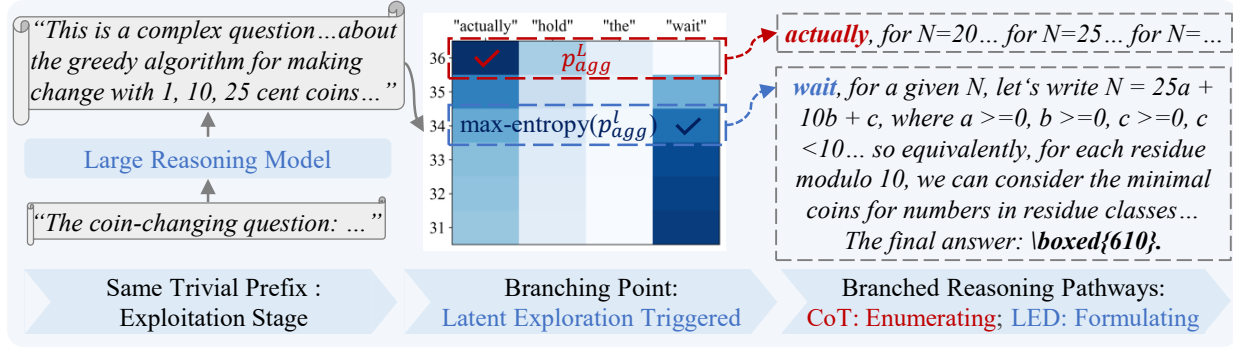 “This is a complex question…about
the greedy algorithm for making
change with 1, 10, 25 cent coins…”
Large Reasoning Model
“The coin-changing question: …”
Same Trivial Prefix :
Exploitation Stage
"actually" "hold" "the" "wait"
36
35
34
33
32
31
p_{agg}^{L}
max-entropy(p_{agg}^{l})
Branching Point:
Latent Exploration Triggered
actually, for N=20… for N=25… for N=…
wait, for a given N, let‘s write N = 25a +
10b + c, where a >=0, b >=0, c >=0, c
<10… so equivalently, for each residue
modulo 10, we can consider the minimal
coins for numbers in residue classes…
The final answer: \boxed{610}.
Branched Reasoning Pathways:
CoT: Enumerating; LED: Formulating